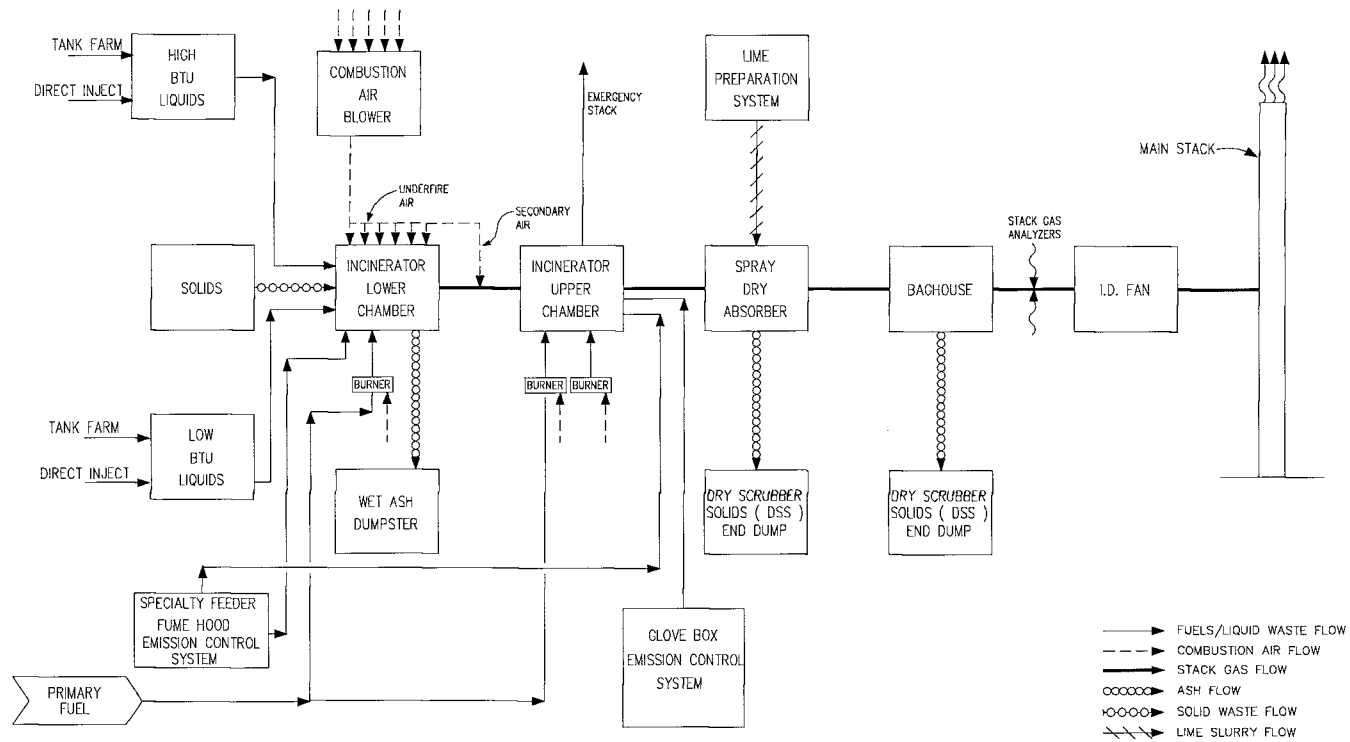 TANK FARM
DIRECT INJECT
HIGH
BTU
LIQUIDS
COMBUSTION
AIR
BLOWER
EMERGENCY
STACK
LIME
PREPARATION
SYSTEM
MAIN STACK
UNDERFIRE
AIR
SECONDARY
AIR
STACK GAS
ANALYZERS
SOLIDS
INCINERATOR
LOWER
CHAMBER
INCINERATOR
UPPER
CHAMBER
SPRAY
DRY
ABSORBER
BAGHOUSE
I.D. FAN
BURNER
BURNER
BURNER
TANK FARM
DIRECT INJECT
LOW
BTU
LIQUIDS
WET ASH
DUMPSTER
DRY SCRUBBER
SOLIDS ( DSS )
END DUMP
DRY SCRUBBER
SOLIDS ( DSS )
END DUMP
SPECIALTY FEEDER
FUME HOOD
EMISSION CONTROL
SYSTEM
GLOVE BOX
EMISSION CONTROL
SYSTEM
PRIMARY
FUEL
FUELS/LIQUID WASTE FLOW
COMBUSTION AIR FLOW
STACK GAS FLOW
ASH FLOW
SOLID WASTE FLOW
LIME SLURRY FLOW